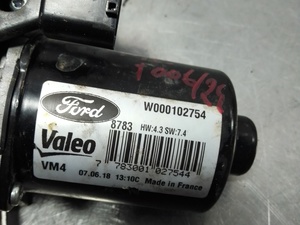 Ford
W000102754
8783 HW:4.3 SW:7.4
Valeo
VM4
7 783001 027544
07.06.18 13:10C Made in France